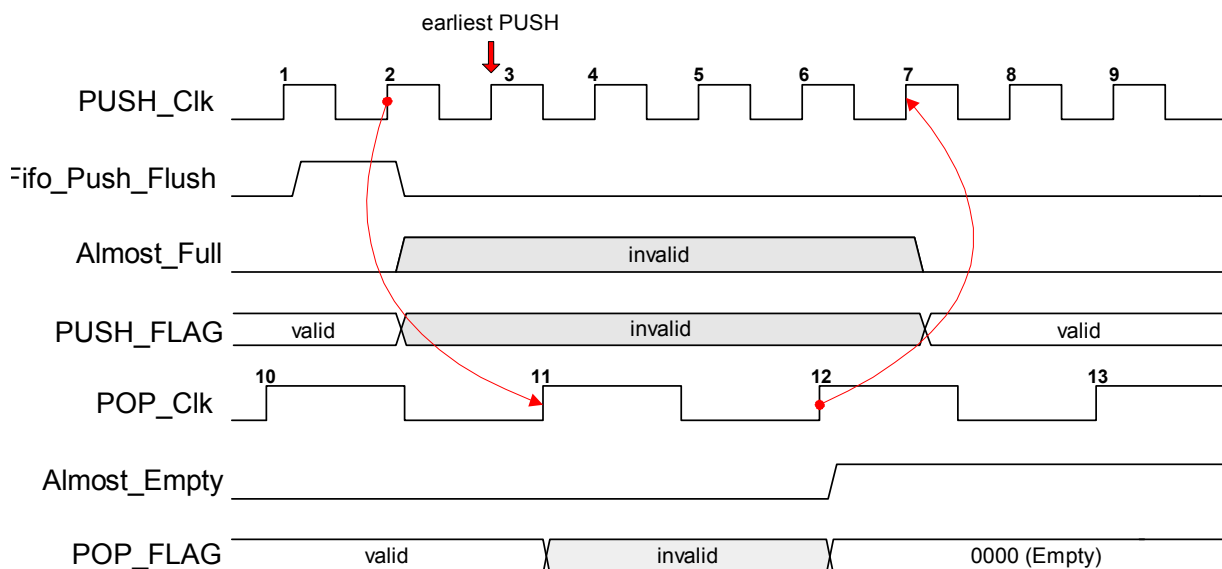 earliest PUSH
1 2 3 4 5 6 7 8 9
PUSH_Clk
Fifo_Push_Flush
Almost_Full
invalid
PUSH_FLAG
valid invalid valid
10 11 12 13
POP_Clk
Almost_Empty
POP_FLAG
valid invalid 0000 (Empty)